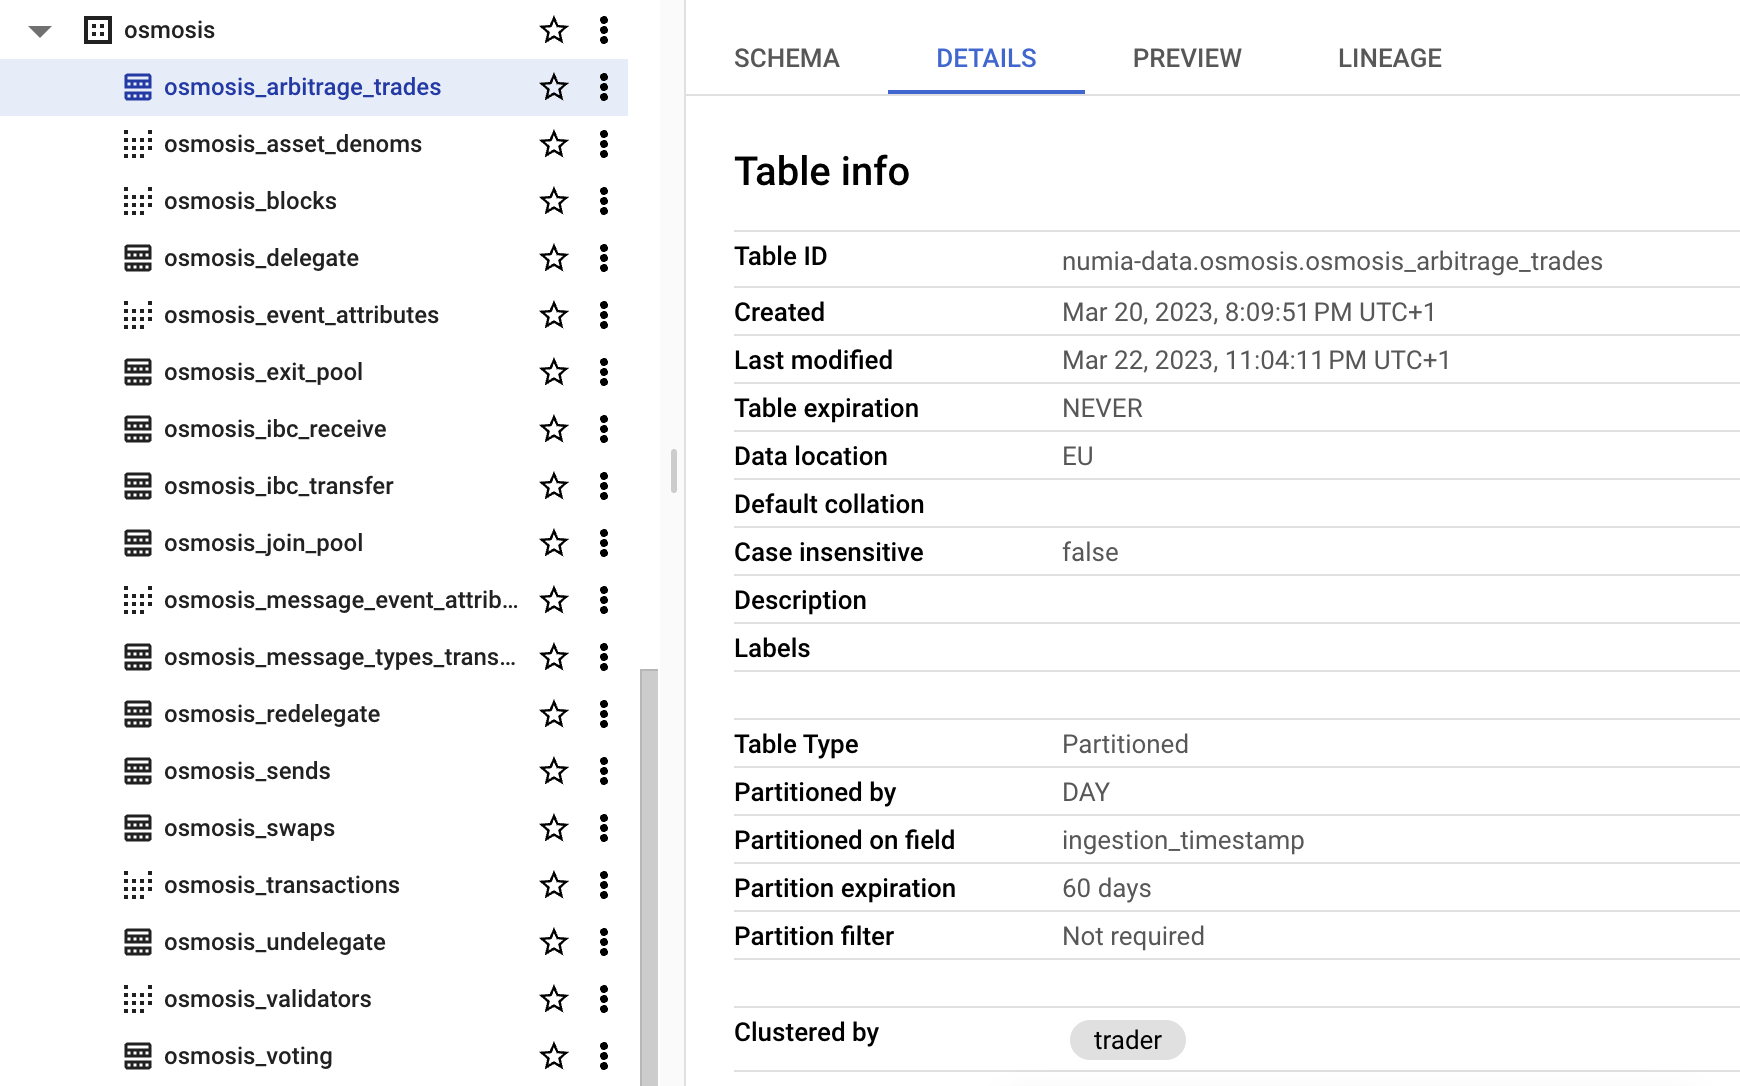 osmosis
osmosis_arbitrage_trades
osmosis_asset_denoms
osmosis_blocks
osmosis_delegate
osmosis_event_attributes
osmosis_exit_pool
osmosis_ibc_receive
osmosis_ibc_transfer
osmosis_join_pool
osmosis_message_event_attrib...
osmosis_message_types_trans...
osmosis_redelegate
osmosis_sends
osmosis_swaps
osmosis_transactions
osmosis_undelegate
osmosis_validators
osmosis_voting
SCHEMA DETAILS PREVIEW LINEAGE
Table info
Table ID numia-data.osmosis.osmosis_arbitrage_trades
Created Mar 20, 2023, 8:09:51 PM UTC+1
Last modified Mar 22, 2023, 11:04:11 PM UTC+1
Table expiration NEVER
Data location EU
Default collation
Case insensitive false
Description
Labels
Table Type Partitioned
Partitioned by DAY
Partitioned on field ingestion_timestamp
Partition expiration 60 days
Partition filter Not required
Clustered by trader